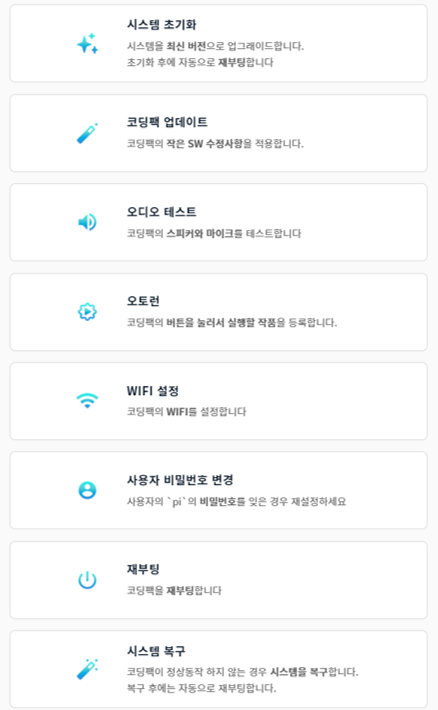 시스템 초기화
시스템을 최신 버전으로 업그레이드합니다.
초기화 후에 자동으로 재부팅합니다
코딩팩 업데이트
코딩팩의 작은 SW 수정사항을 적용합니다.
오디오 테스트
코딩팩의 스피커와 마이크를 테스트합니다
오토런
코딩팩의 버튼을 눌러서 실행할 작품을 등록합니다.
WIFI 설정
코딩팩의 WIFI를 설정합니다
사용자 비밀번호 변경
사용자의 `pi`의 비밀번호를 잊은 경우 재설정하세요
재부팅
코딩팩을 재부팅합니다
시스템 복구
코딩팩이 정상동작 하지 않는 경우 시스템을 복구합니다.
복구 후에는 자동으로 재부팅합니다.